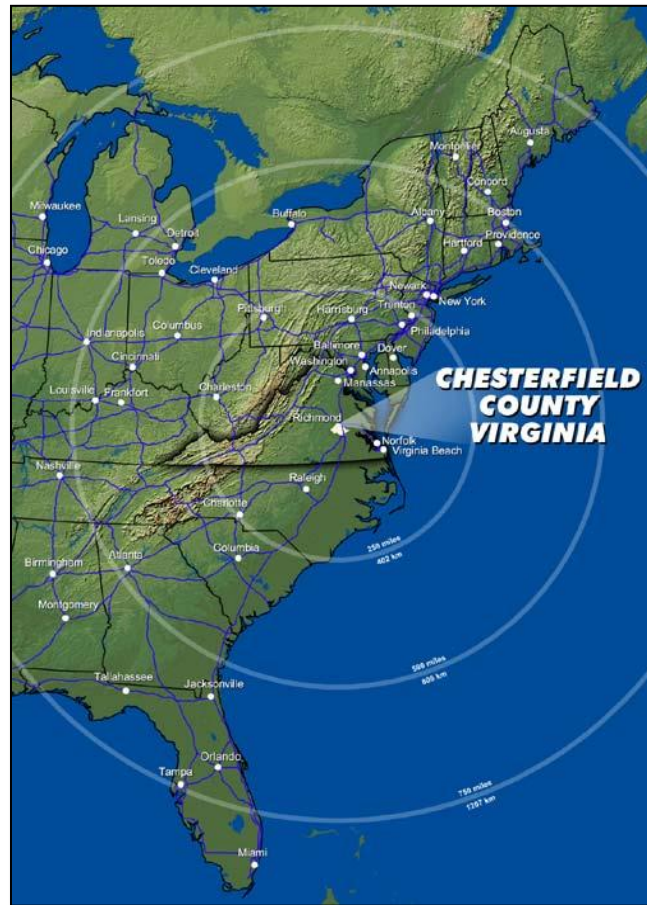 Augusta
Montpelier
Concord
Milwaukee
Lansing
Buffalo
Albany
Boston
Detroit
Hartford
Providence
Chicago
Toledo
Cleveland
Newark
New York
Pittsburgh
Harrisburg
Trenton
Indianapolis
Columbus
Philadelphia
Baltimore
Dover
Cincinnati
Washington
Annapolis
Manassas
Louisville
Frankfort
Charleston
CHESTERFIELD
COUNTY
VIRGINIA
Richmond
Norfolk
Virginia Beach
Nashville
Raleigh
Charlotte
250 miles
402 km
Columbia
Birmingham
Atlanta
Montgomery
500 miles
805 km
Tallahassee
Jacksonville
Orlando
Tampa
750 miles
1207 km
Miami